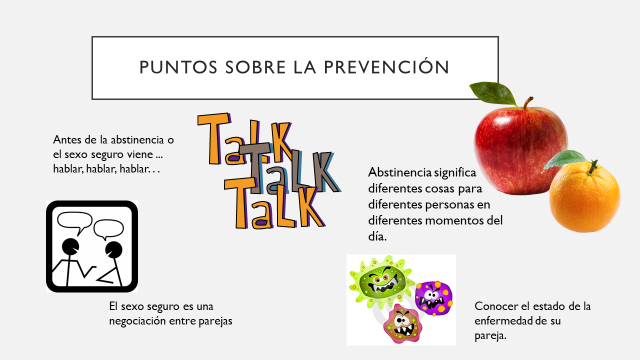 PUNTOS SOBRE LA PREVENCIÓN
Antes de la abstinencia o
el sexo seguro viene ...
hablar, hablar, hablar. . .
TaLK
TaLK
TaLK
Abstinencia significa
diferentes cosas para
diferentes personas en
diferentes momentos del
día.
El sexo seguro es una
negociación entre parejas
Conocer el estado de la
enfermedad de su
pareja.